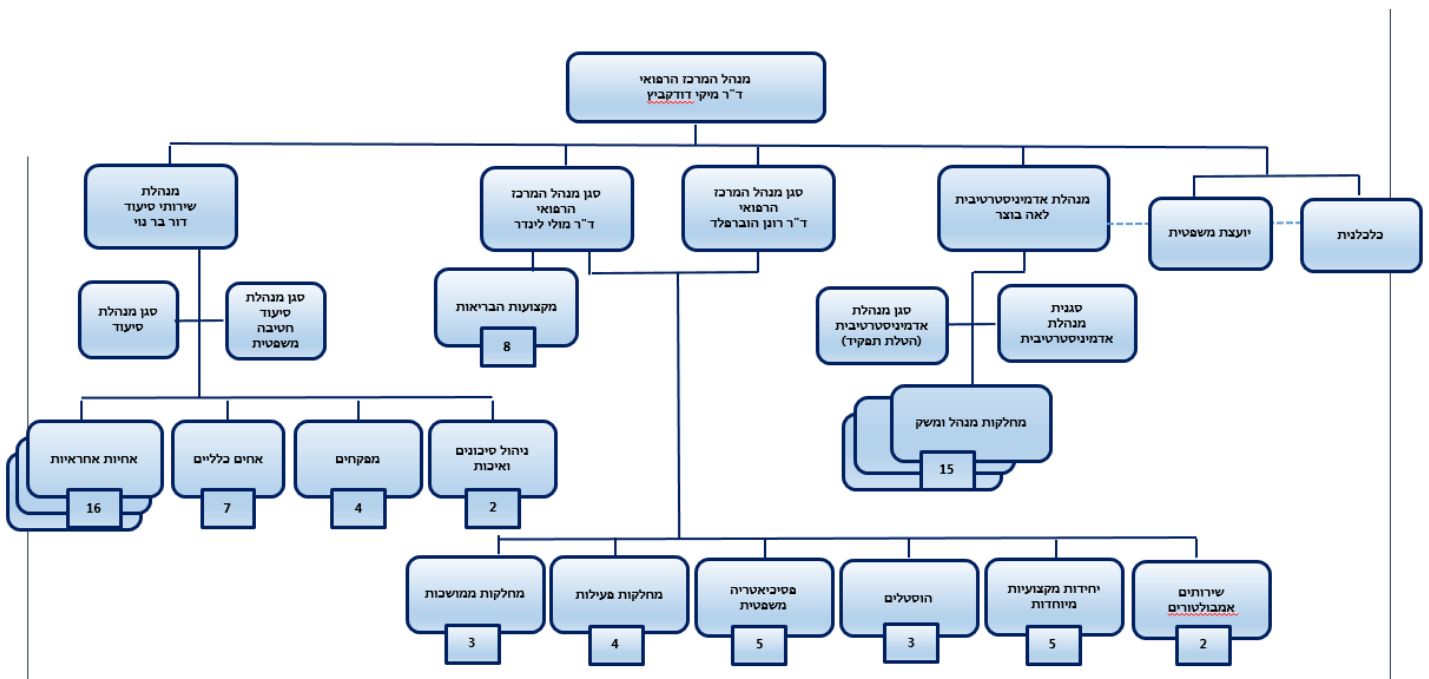 מנהל המרכז הרפואי
ד"ר מיקי דודקביץ
מנהלת
שירותי סיעוד
דור בר נוי
סגן מנהל המרכז
הרפואי
ד"ר מולי לינדר
סגן מנהל המרכז
הרפואי
ד"ר רונן הוברפלד
מנהלת אדמיניסטרטיבית
לאה בוצר
יועצת משפטית
כלכלנית
סגן מנהלת
סיעוד
סגן מנהלת
סיעוד
חטיבה
משפטית
מקצועות הבריאות
8
סגן מנהלת
אדמיניסטרטיבית
(הטלת תפקיד)
סגנית
מנהלת
אדמיניסטרטיבית
מחלקות מנהל ומשק
15
אחיות אחראיות
16
אחים כלליים
7
מפקחים
4
ניהול סיכונים
ואיכות
2
מחלקות ממושכות
3
מחלקות פעילות
4
פסיכיאטריה
משפטית
5
הוסטלים
3
יחידות מקצועיות
מיוחדות
5
שירותים
אמבולטורים
2